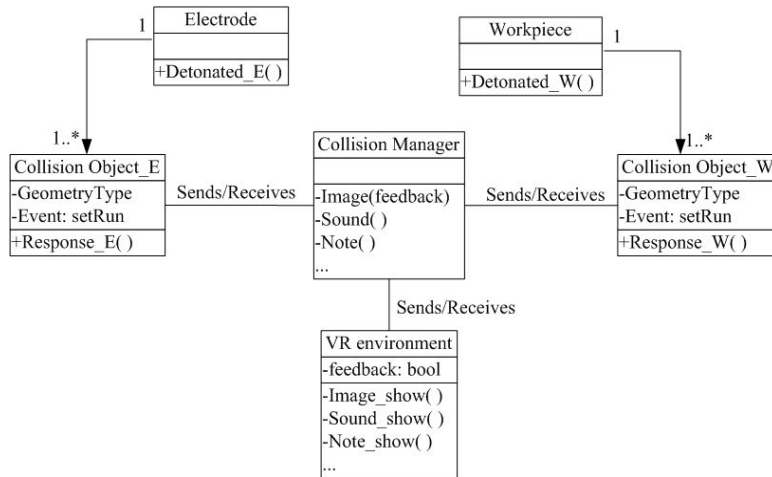 Electrode
+Detonated_E( )
Workpiece
+Detonated_W( )
1
1
1..*
1..*
Collision Object_E
-GeometryType
-Event: setRun
+Response_E( )
Sends/Receives
Collision Manager
-Image(feedback)
-Sound( )
-Note( )
...
Sends/Receives
Collision Object_W
-GeometryType
-Event: setRun
+Response_W( )
Sends/Receives
VR environment
-feedback: bool
-Image_show( )
-Sound_show( )
-Note_show( )
...